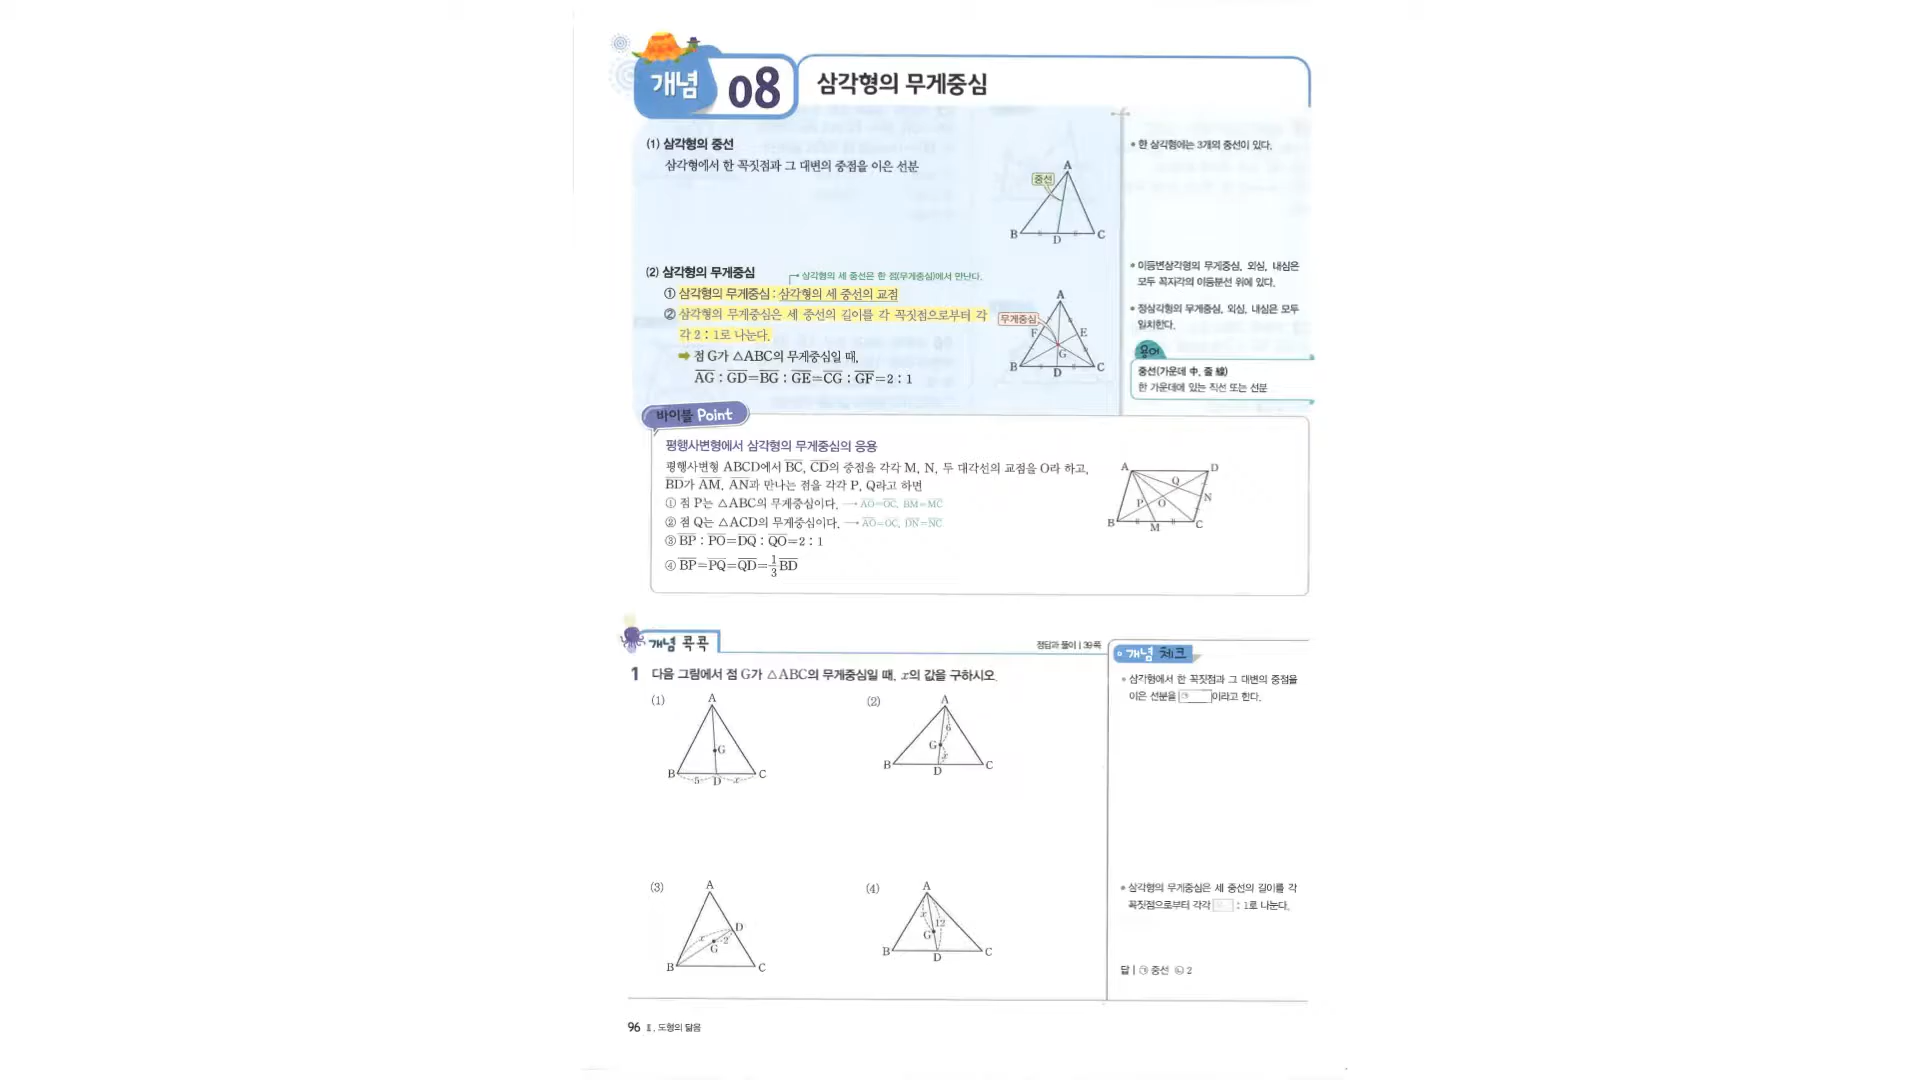 개념 08
삼각형의 무게중심
(1) 삼각형의 중선
삼각형에서 한 꼭짓점과 그 대변의 중점을 이은 선분
A
중선
B
D
C
• 한 삼각형에는 3개의 중선이 있다.
(2) 삼각형의 무게중심
삼각형의 세 중선은 한 점(무게중심)에서 만난다.
① 삼각형의 무게중심 : 삼각형의 세 중선의 교점
② 삼각형의 무게중심은 세 중선의 길이를 각 꼭짓점으로부터 각
각 2 : 1로 나눈다.
➡ 점 G가 △ABC의 무게중심일 때,
AG : GD=BG : GE=CG : GF=2 : 1
A
무게중심
F
E
G
B
D
C
• 이등변삼각형의 무게중심, 외심, 내심은
모두 꼭지각의 이등분선 위에 있다.
• 정삼각형의 무게중심, 외심, 내심은 모두
일치한다.
용어
중선(가운데 中, 줄 線)
한 가운데에 있는 직선 또는 선분
바이블 Point
평행사변형에서 삼각형의 무게중심의 응용
평행사변형 ABCD에서 BC, CD의 중점을 각각 M, N, 두 대각선의 교점을 O라 하고,
BD가 AM, AN과 만나는 점을 각각 P, Q라고 하면
① 점 P는 △ABC의 무게중심이다. → AO=OC, BM=MC
② 점 Q는 △ACD의 무게중심이다. → AO=OC, DN=NC
③ BP : PO=DQ : QO=2 : 1
④ BP=PQ=QD=1/3 BD
A
D
Q
N
P
O
B
M
C
개념 콕콕
정답과 풀이 | 39쪽
1 다음 그림에서 점 G가 △ABC의 무게중심일 때, x의 값을 구하시오.
(1)
A
G
B
5
D
x
C
(2)
A
6
G
x
B
D
C
(3)
A
D
x
2
G
B
C
(4)
A
x
12
G
B
D
C
개념 체크
• 삼각형에서 한 꼭짓점과 그 대변의 중점을
이은 선분을 ㉠ 이라고 한다.
• 삼각형의 무게중심은 세 중선의 길이를 각
꼭짓점으로부터 각각 ㉡ : 1로 나눈다.
답 | ㉠ 중선 ㉡ 2
96 Ⅱ. 도형의 닮음